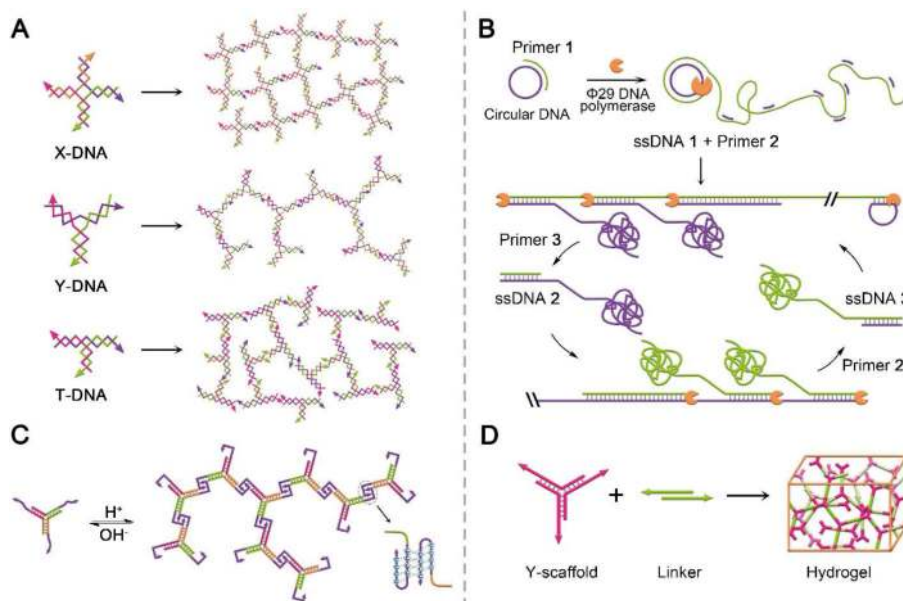 A
X-DNA
Y-DNA
T-DNA
B
Primer 1
Circular DNA
Φ29 DNA
polymerase
ssDNA 1 + Primer 2
Primer 3
ssDNA 2
ssDNA
Primer 2
C
H⁺
OH⁻
D
Y-scaffold
+
Linker
Hydrogel